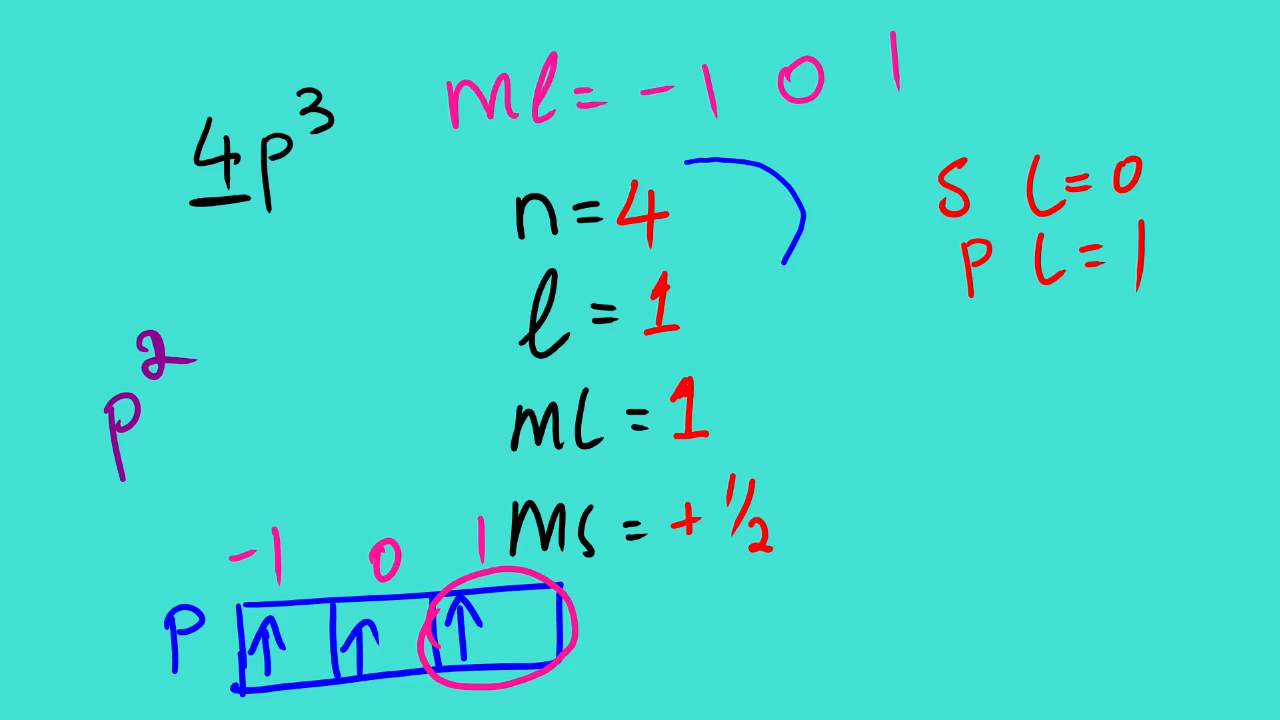 ml = -1 0 1
4p³
n = 4
s l = 0
p l = 1
l = 1
p²
ml = 1
ms = + 1/2
-1 0 1
p ↑ ↑ ↑